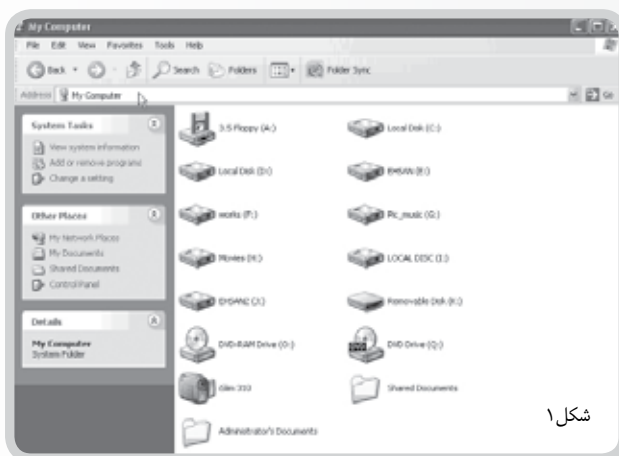 My Computer
File Edit View Favorites Tools Help
Back Search Folders Folder Sync
Address My Computer Go
System Tasks
View system information
Add or remove programs
Change a setting
Other Places
My Network Places
My Documents
Shared Documents
Control Panel
Details
My Computer
System Folder
3.5 Floppy (A:) Local Disk (C:)
Local Disk (D:) EHSAN (E:)
works (F:) Pic_music (G:)
Movies (H:) LOCAL DISC (I:)
EHSAN2 (J:) Removable Disk (K:)
DVD-RAM Drive (O:) DVD Drive (Q:)
Shared Documents
Administrator's Documents
شکل۱